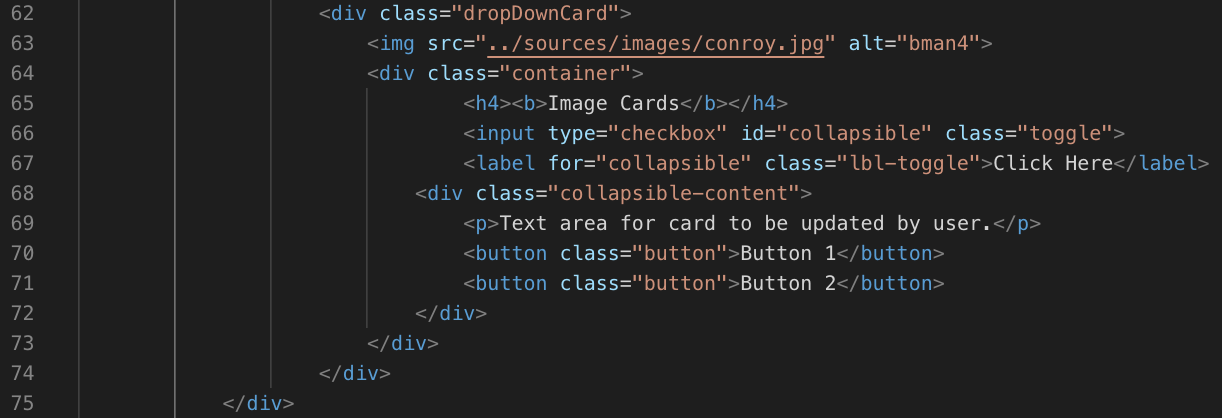 62 <div class="dropDownCard">
63 <img src="../sources/images/conroy.jpg" alt="bman4">
64 <div class="container">
65 <h4><b>Image Cards</b></h4>
66 <input type="checkbox" id="collapsible" class="toggle">
67 <label for="collapsible" class="lbl-toggle">Click Here</label>
68 <div class="collapsible-content">
69 <p>Text area for card to be updated by user.</p>
70 <button class="button">Button 1</button>
71 <button class="button">Button 2</button>
72 </div>
73 </div>
74 </div>
75 </div>